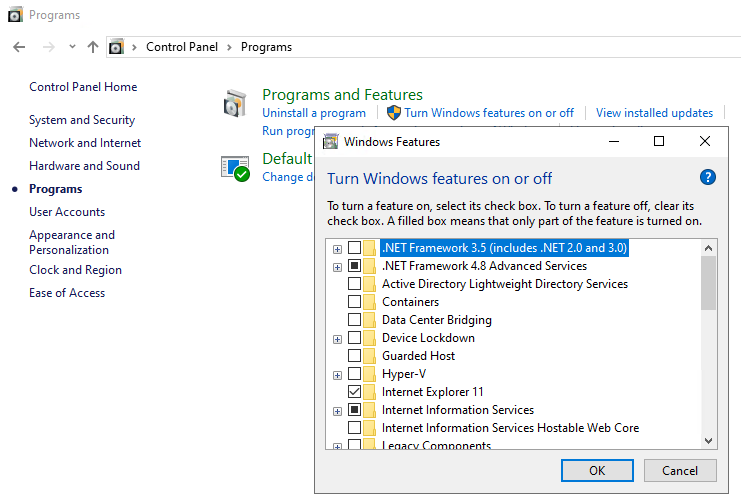 Programs
Control Panel
Programs
Control Panel Home
System and Security
Network and Internet
Hardware and Sound
Programs
User Accounts
Appearance and
Personalization
Clock and Region
Ease of Access
Programs and Features
Uninstall a program
Turn Windows features on or off
View installed updates
Run
Default
Change
Windows Features
Turn Windows features on or off
To turn a feature on, select its check box. To turn a feature off, clear its
check box. A filled box means that only part of the feature is turned on.
.NET Framework 3.5 (includes .NET 2.0 and 3.0)
.NET Framework 4.8 Advanced Services
Active Directory Lightweight Directory Services
Containers
Data Center Bridging
Device Lockdown
Guarded Host
Hyper-V
Internet Explorer 11
Internet Information Services
Internet Information Services Hostable Web Core
Legacy Components
OK
Cancel